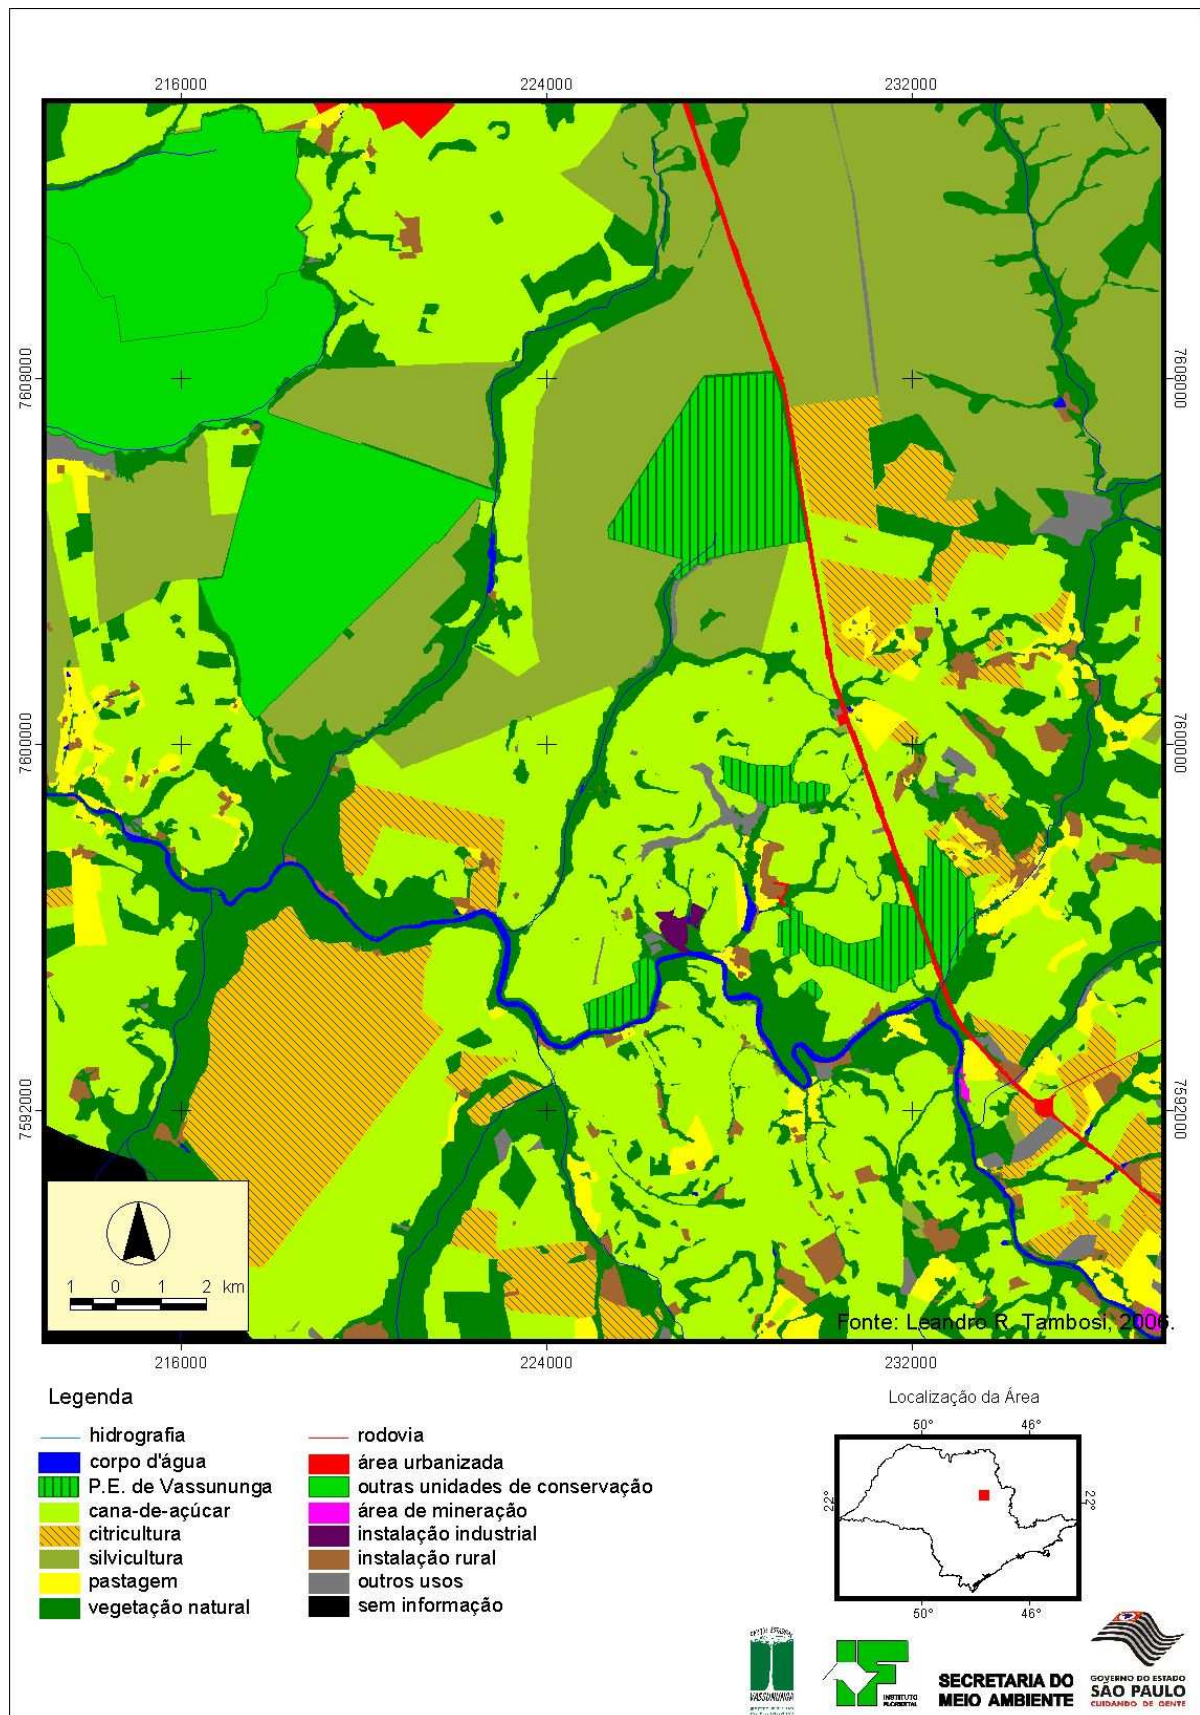 216000 224000 232000
7608000 7608000
7600000 7600000
7592000 7592000
1 0 1 2 km
Fonte: Leandro R. Tambosi, 2006.
216000 224000 232000
Legenda
hidrografia
corpo d'água
P.E. de Vassununga
cana-de-açúcar
citricultura
silvicultura
pastagem
vegetação natural
rodovia
área urbanizada
outras unidades de conservação
área de mineração
instalação industrial
instalação rural
outros usos
sem informação
Localização da Área
50° 46°
22° 22°
50° 46°
VASSUNUNGA
INSTITUTO
FLORESTAL
SECRETARIA DO
MEIO AMBIENTE
GOVERNO DO ESTADO
SÃO PAULO
CUIDANDO DE GENTE